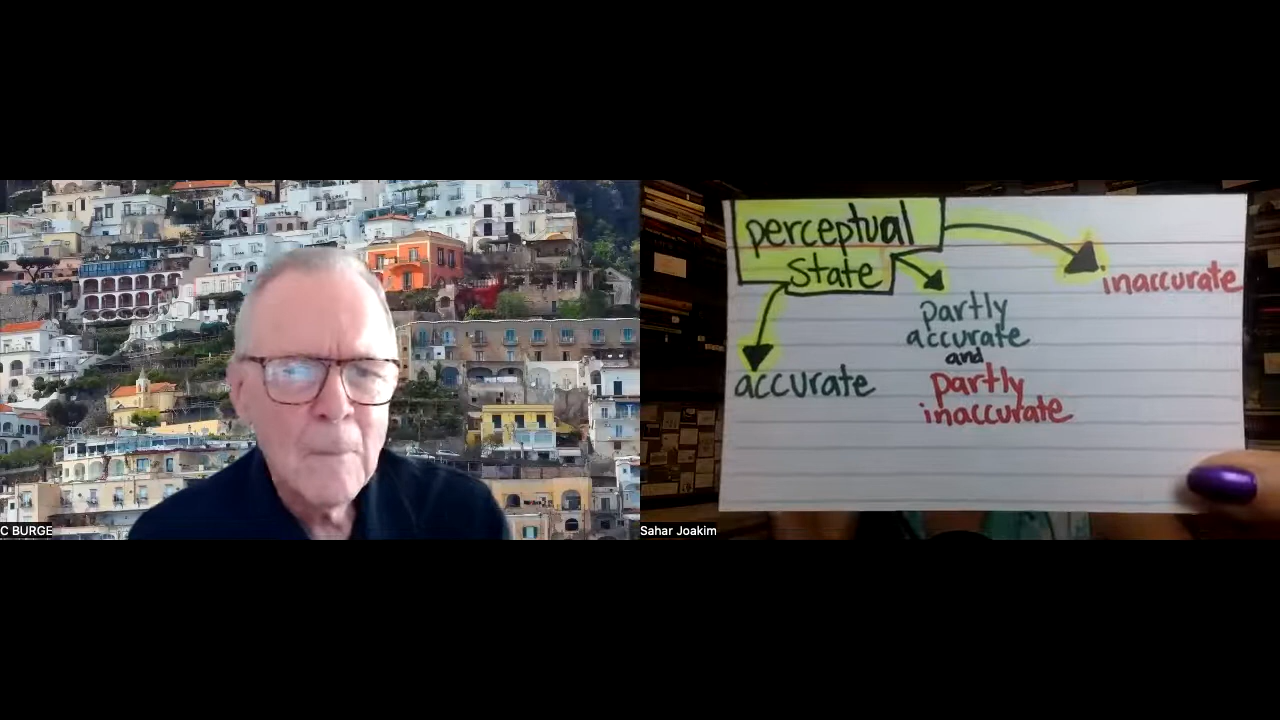 perceptual
state
inaccurate
partly
accurate
and
partly
inaccurate
accurate
C BURGE
Sahar Joakim